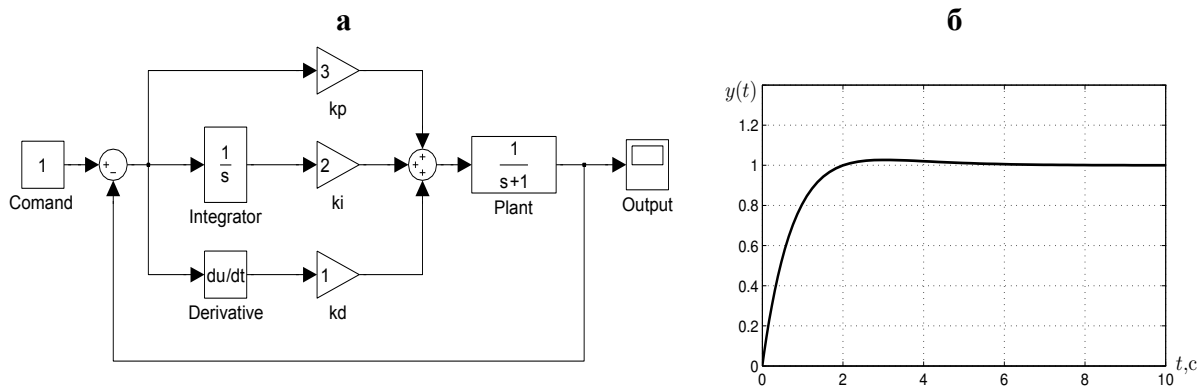 а
3
kp
1
Comand
+
−
1
s
Integrator
2
ki
+
+
+
1
s+1
Plant
Output
du/dt
Derivative
1
kd
б
y(t)
1.2
1
0.8
0.6
0.4
0.2
0
0 2 4 6 8 10
t,c